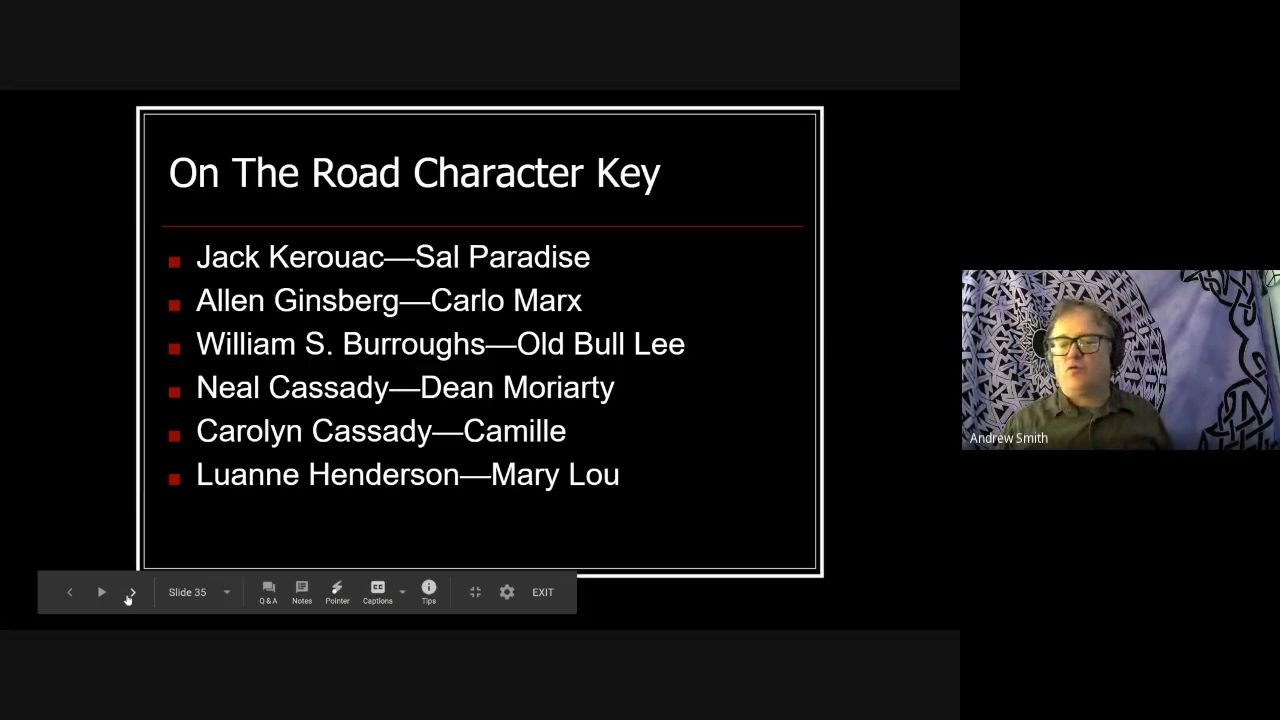 On The Road Character Key
Jack Kerouac—Sal Paradise
Allen Ginsberg—Carlo Marx
William S. Burroughs—Old Bull Lee
Neal Cassady—Dean Moriarty
Carolyn Cassady—Camille
Luanne Henderson—Mary Lou
Andrew Smith
Slide 35
Q & A
Notes
Pointer
CC
Captions
Tips
EXIT